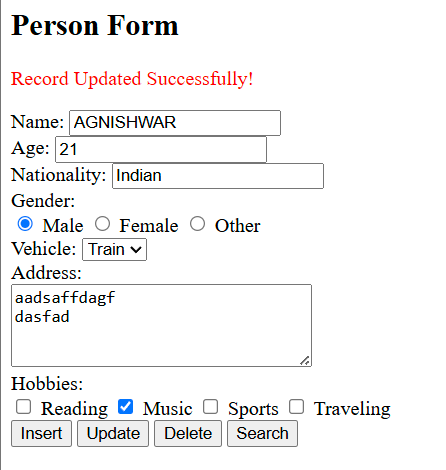 Person Form
Record Updated Successfully!
Name: AGNISHWAR
Age: 21
Nationality: Indian
Gender:
Male Female Other
Vehicle: Train
Address:
aadsaffdagf
dasfad
Hobbies:
Reading Music Sports Traveling
Insert Update Delete Search